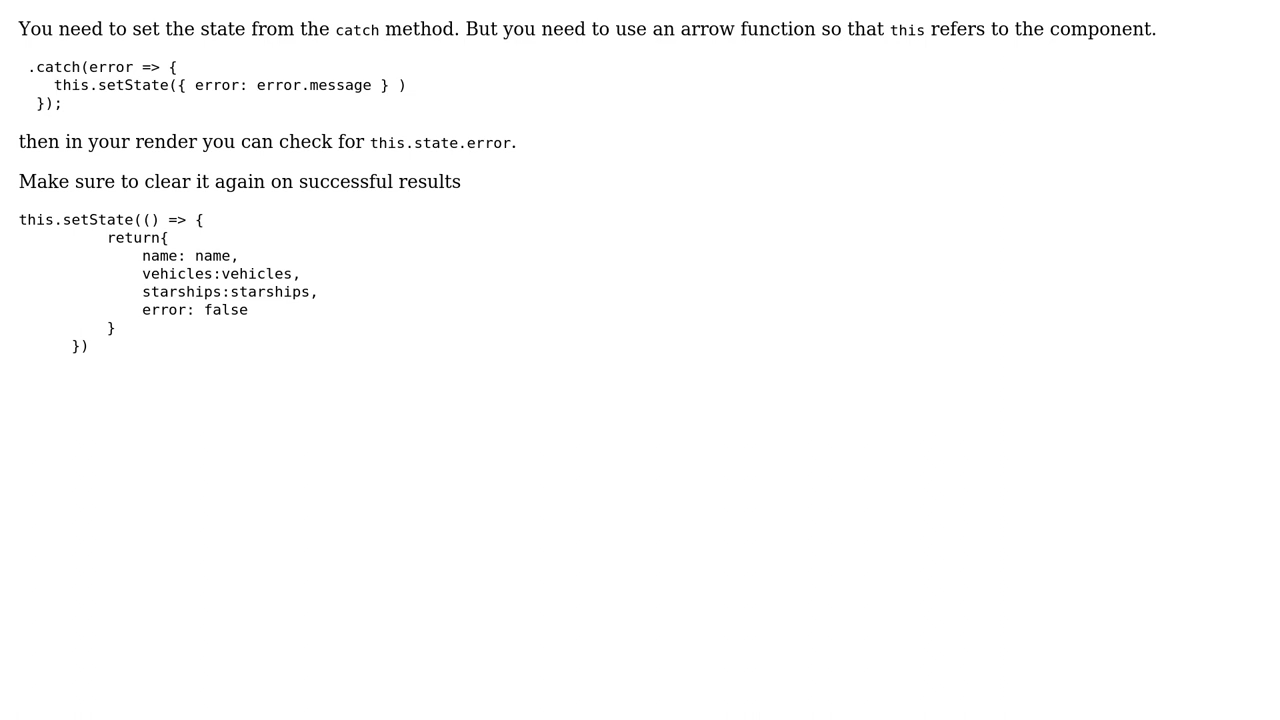 You need to set the state from the catch method. But you need to use an arrow function so that this refers to the component.
.catch(error => {
this.setState({ error: error.message } )
});
then in your render you can check for this.state.error.
Make sure to clear it again on successful results
this.setState(() => {
return{
name: name,
vehicles:vehicles,
starships:starships,
error: false
}
})